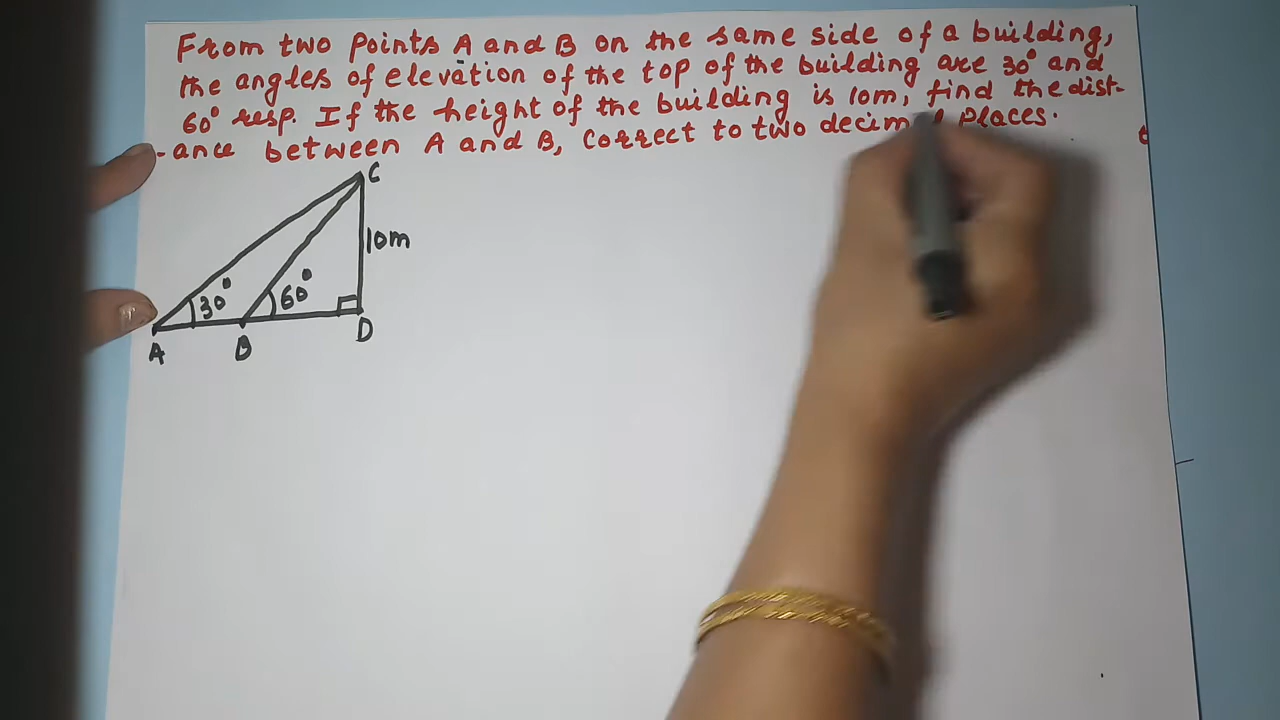 From two points A and B on the same side of a building,
the angles of elevation of the top of the building are 30° and
60° resp. If the height of the building is 10m, find the dist-
-ance between A and B, correct to two places.
C
10m
30°
60°
A
B
D